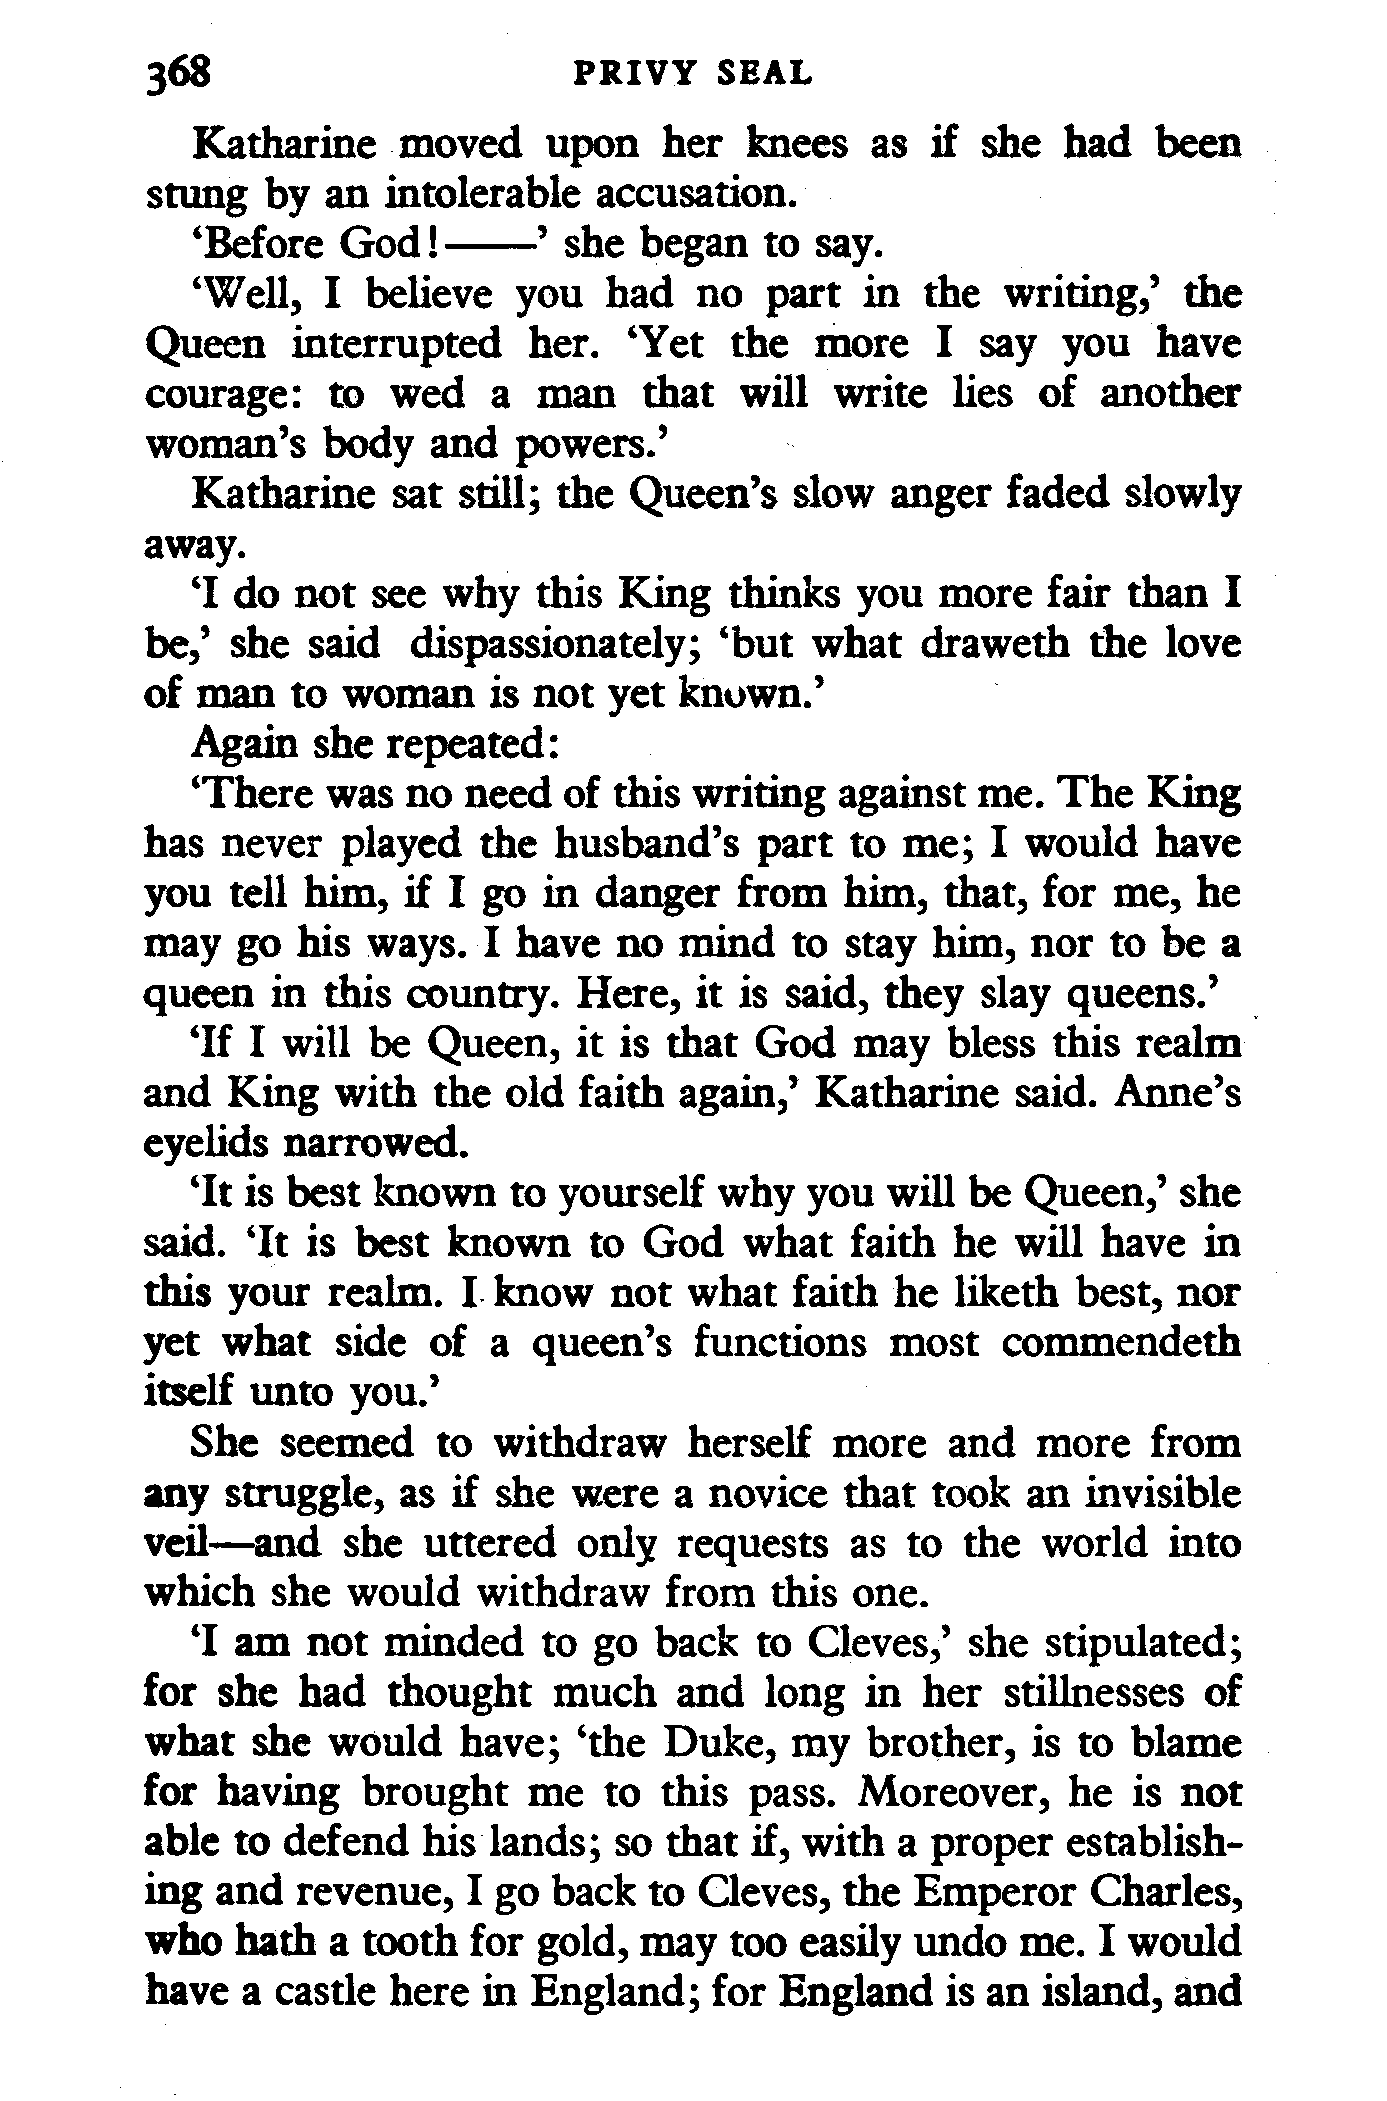 368 PRIVY SEAL
Katharine moved upon her knees as if she had been
stung by an intolerable accusation.
‘Before God!——’ she began to say.
‘Well, I believe you had no part in the writing,’ the
Queen interrupted her. ‘Yet the more I say you have
courage: to wed a man that will write lies of another
woman’s body and powers.’
Katharine sat still; the Queen’s slow anger faded slowly
away.
‘I do not see why this King thinks you more fair than I
be,’ she said dispassionately; ‘but what draweth the love
of man to woman is not yet known.’
Again she repeated:
‘There was no need of this writing against me. The King
has never played the husband’s part to me; I would have
you tell him, if I go in danger from him, that, for me, he
may go his ways. I have no mind to stay him, nor to be a
queen in this country. Here, it is said, they slay queens.’
‘If I will be Queen, it is that God may bless this realm
and King with the old faith again,’ Katharine said. Anne’s
eyelids narrowed.
‘It is best known to yourself why you will be Queen,’ she
said. ‘It is best known to God what faith he will have in
this your realm. I know not what faith he liketh best, nor
yet what side of a queen’s functions most commendeth
itself unto you.’
She seemed to withdraw herself more and more from
any struggle, as if she were a novice that took an invisible
veil—and she uttered only requests as to the world into
which she would withdraw from this one.
‘I am not minded to go back to Cleves,’ she stipulated;
for she had thought much and long in her stillnesses of
what she would have; ‘the Duke, my brother, is to blame
for having brought me to this pass. Moreover, he is not
able to defend his lands; so that if, with a proper establish-
ing and revenue, I go back to Cleves, the Emperor Charles,
who hath a tooth for gold, may too easily undo me. I would
have a castle here in England; for England is an island, and